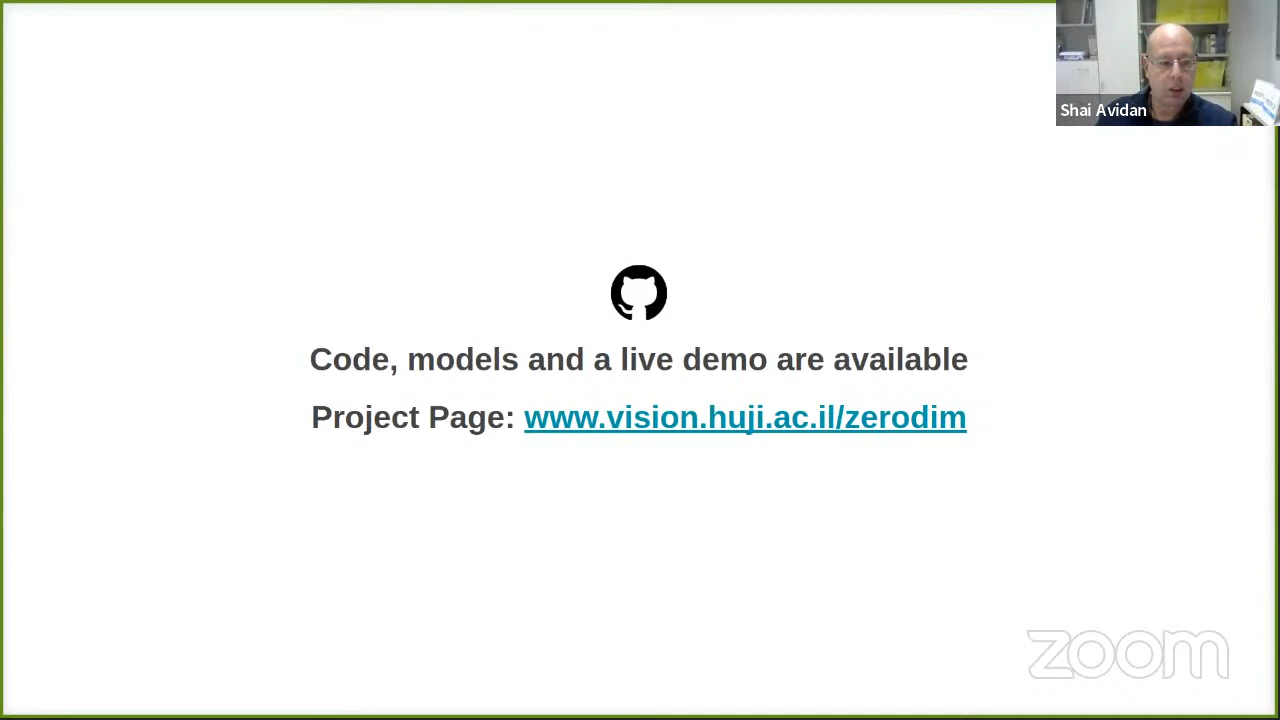 Shai Avidan
Code, models and a live demo are available
Project Page: www.vision.huji.ac.il/zerodim
zoom